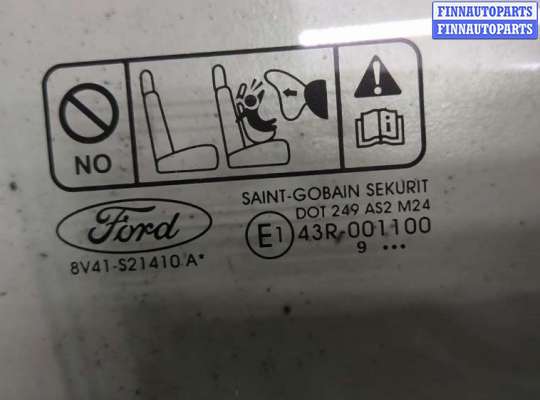 FINNAUTOPARTS
FINNAUTOPARTS
NO
i
Ford
8V41-S21410 A*
SAINT-GOBAIN SEKURIT
DOT 249 AS2 M24
E1 43R-001100
9 •••